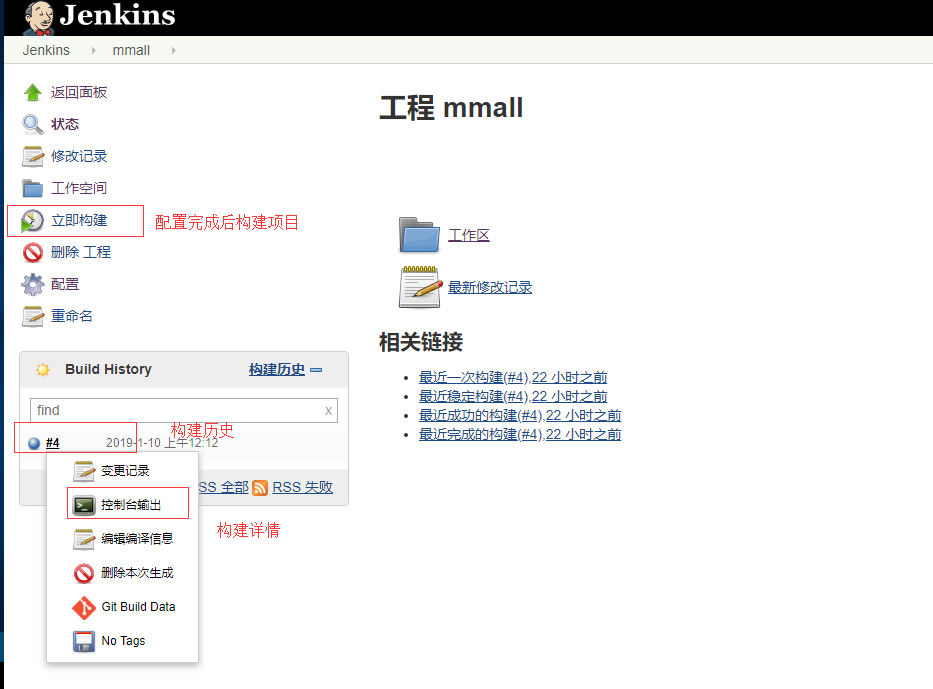 Jenkins
Jenkins mmall
返回面板
状态
修改记录
工作空间
立即构建
配置完成后构建项目
删除 工程
配置
重命名
Build History 构建历史
find x
构建历史
#4 2019-1-10 上午12:12
变更记录
SS 全部 RSS 失败
控制台输出
构建详情
编辑编译信息
删除本次生成
Git Build Data
No Tags
工程 mmall
工作区
最新修改记录
相关链接
最近一次构建(#4),22 小时之前
最近稳定构建(#4),22 小时之前
最近成功的构建(#4),22 小时之前
最近完成的构建(#4),22 小时之前